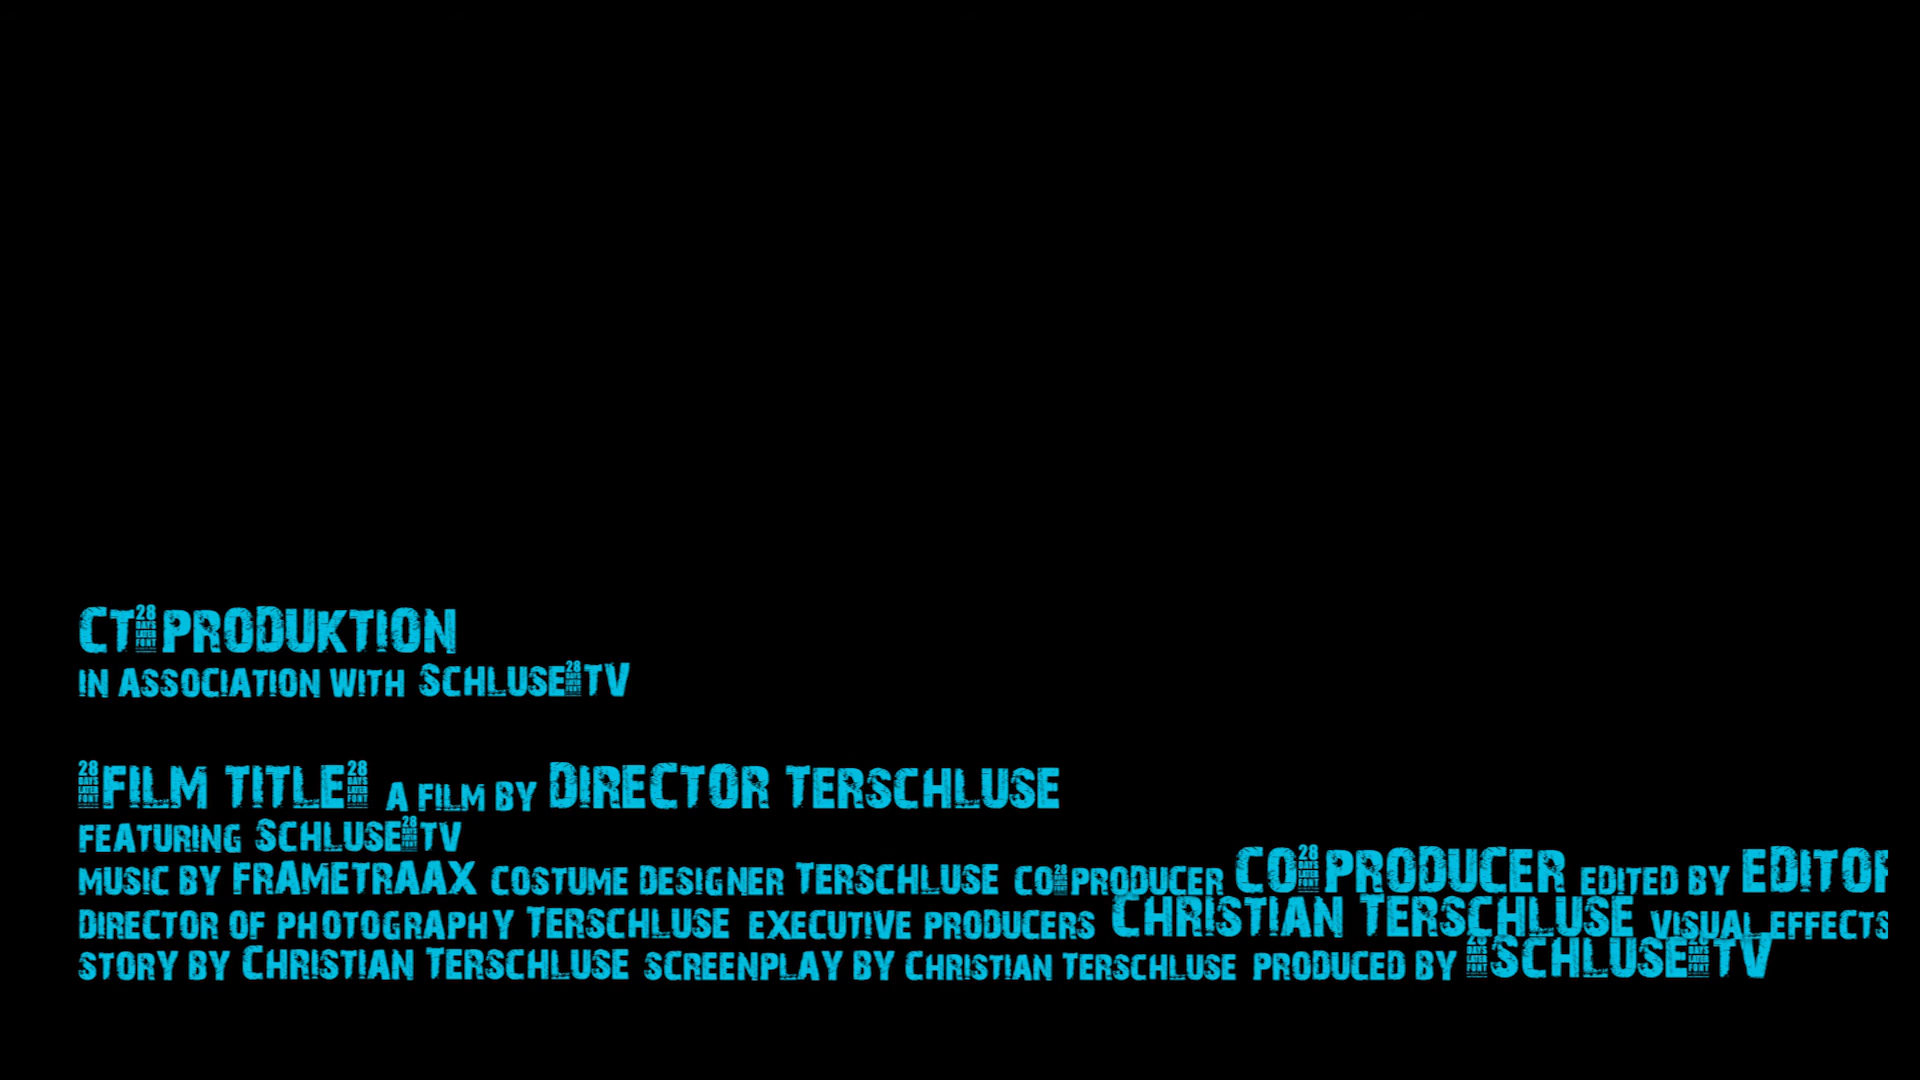 CT PRODUKTION
IN ASSOCIATION WITH SCHLUSE TV
FILM TITLE A FILM BY DIRECTOR TERSCHLUSE
FEATURING SCHLUSE TV
MUSIC BY FRAMETRAAX COSTUME DESIGNER TERSCHLUSE CO PRODUCER CO PRODUCER EDITED BY EDITOR
DIRECTOR OF PHOTOGRAPHY TERSCHLUSE EXECUTIVE PRODUCERS CHRISTIAN TERSCHLUSE VISUAL EFFECTS
STORY BY CHRISTIAN TERSCHLUSE SCREENPLAY BY CHRISTIAN TERSCHLUSE PRODUCED BY SCHLUSE TV